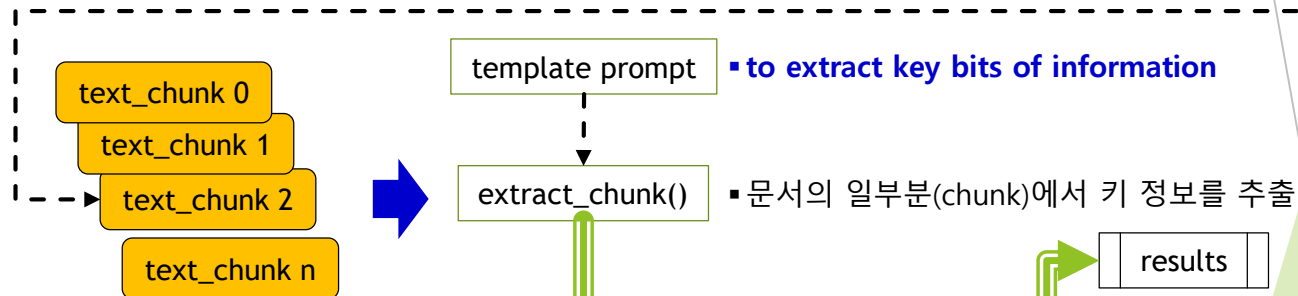 template prompt
▪ to extract key bits of information
text_chunk 0
text_chunk 1
text_chunk 2
text_chunk n
extract_chunk()
▪ 문서의 일부분(chunk)에서 키 정보를 추출
results